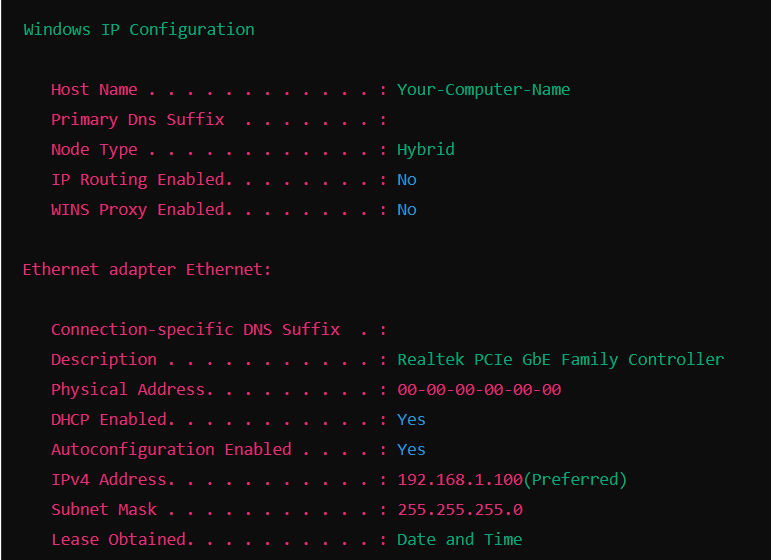 Windows IP Configuration
Host Name . . . . . . . . . . . . : Your-Computer-Name
Primary Dns Suffix  . . . . . . . :
Node Type . . . . . . . . . . . . : Hybrid
IP Routing Enabled. . . . . . . . : No
WINS Proxy Enabled. . . . . . . . : No
Ethernet adapter Ethernet:
Connection-specific DNS Suffix  . :
Description . . . . . . . . . . . : Realtek PCIe GbE Family Controller
Physical Address. . . . . . . . . : 00-00-00-00-00-00
DHCP Enabled. . . . . . . . . . . : Yes
Autoconfiguration Enabled . . . . : Yes
IPv4 Address. . . . . . . . . . . : 192.168.1.100(Preferred)
Subnet Mask . . . . . . . . . . . : 255.255.255.0
Lease Obtained. . . . . . . . . . : Date and Time